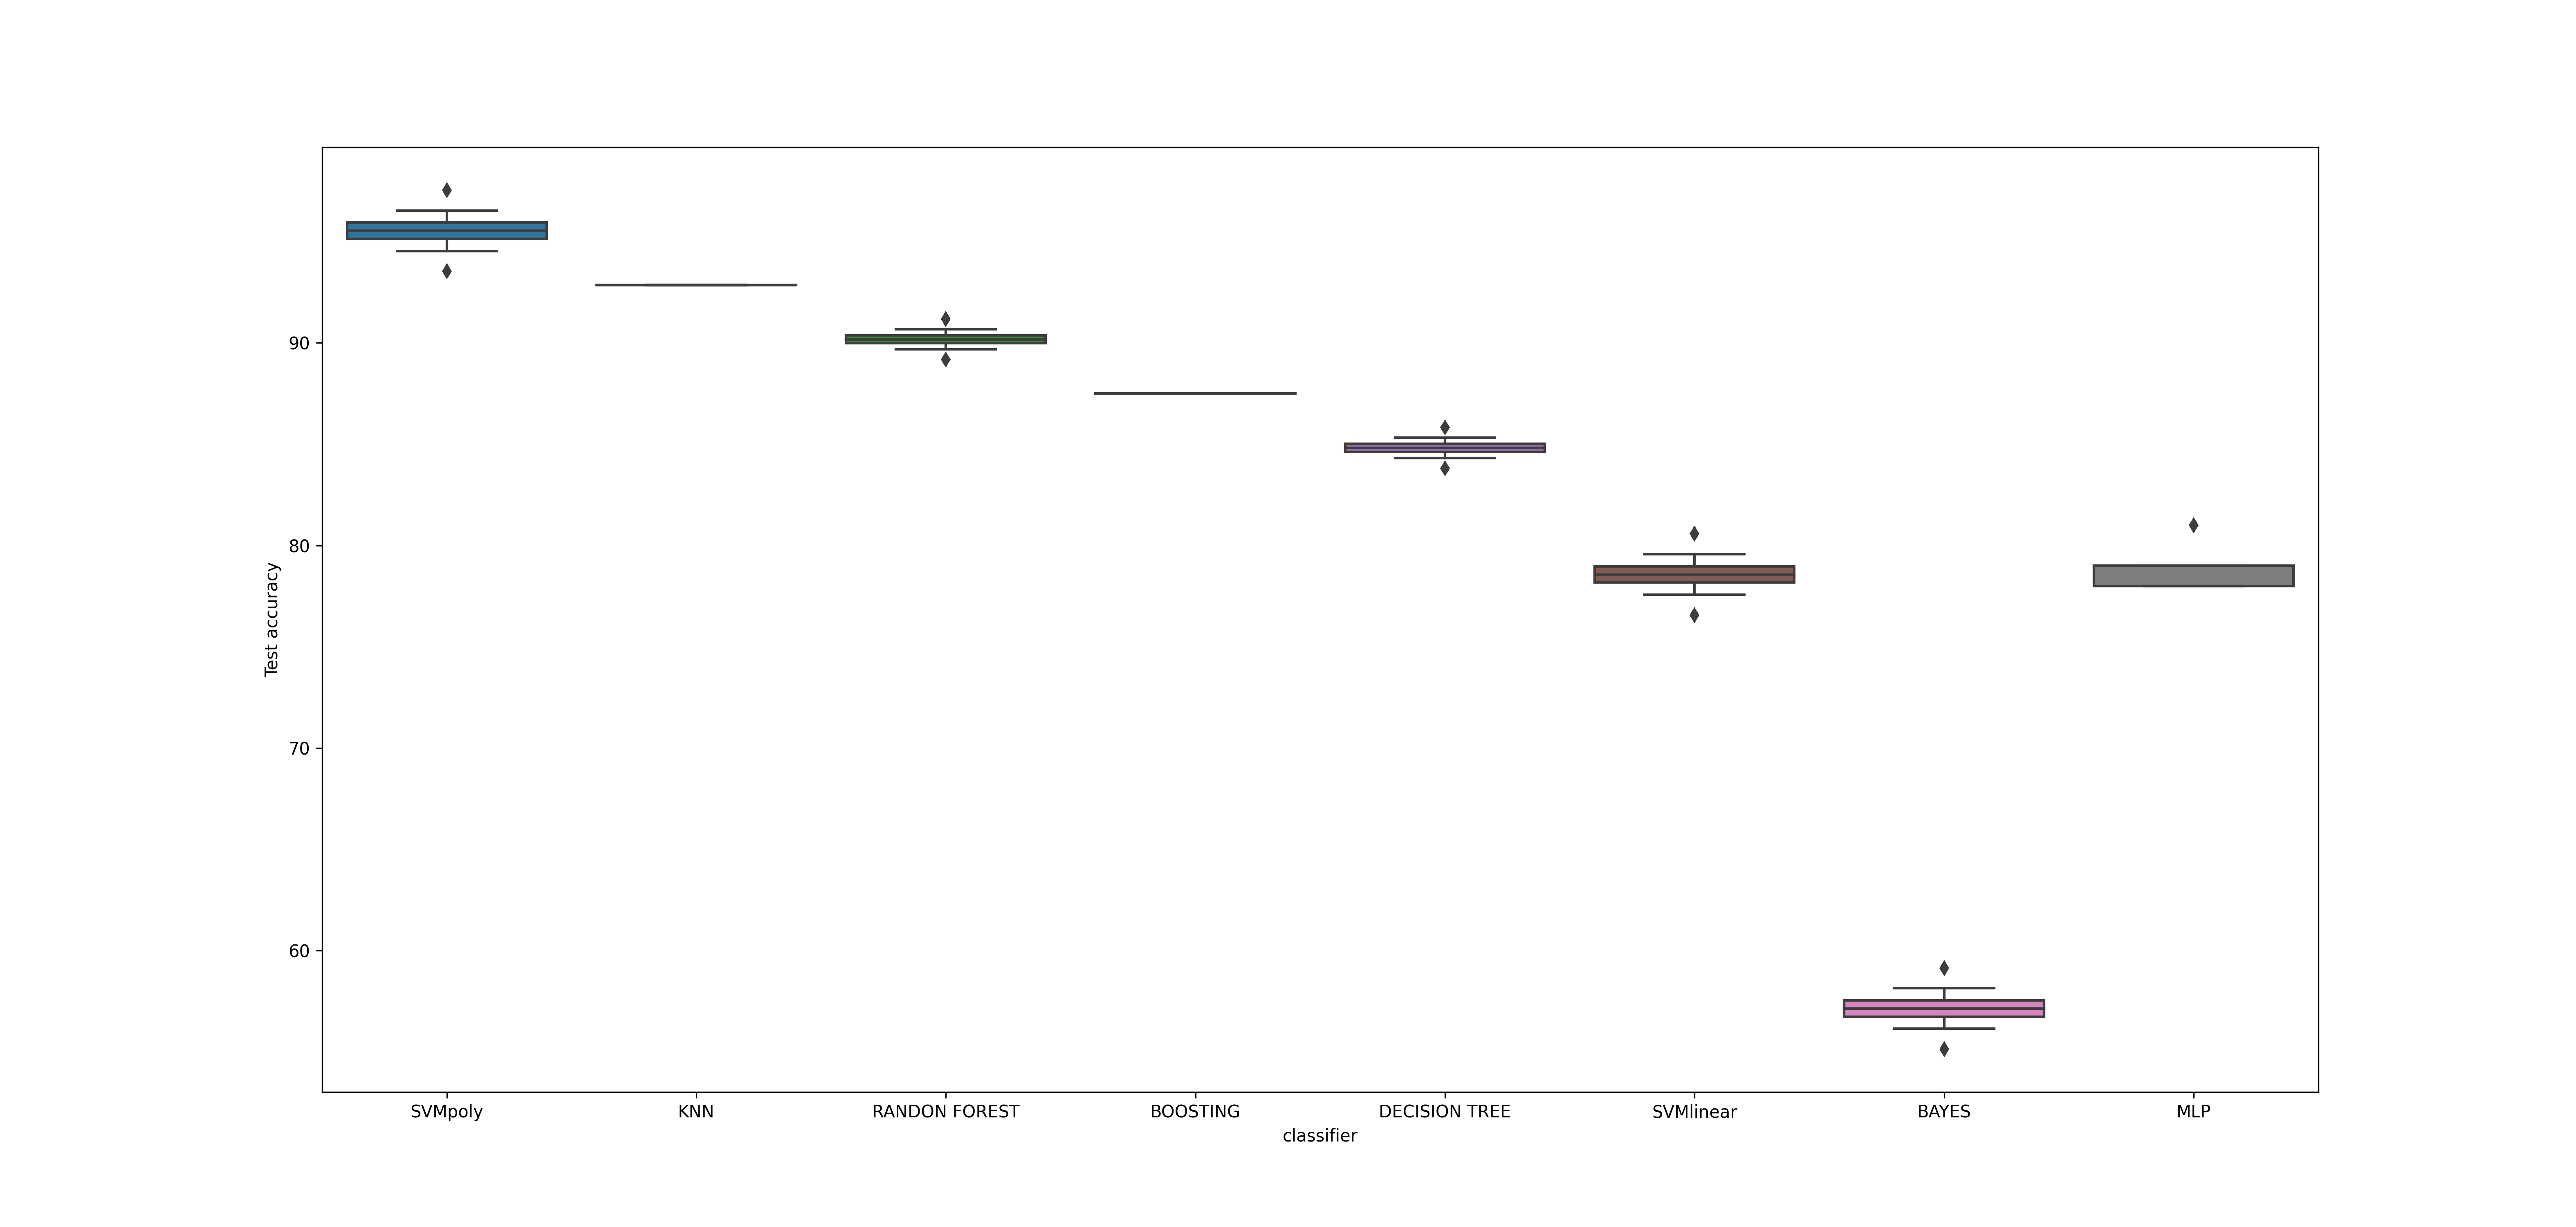 90
80
70
60
Test accuracy
SVMpoly
KNN
RANDON FOREST
BOOSTING
DECISION TREE
SVMlinear
BAYES
MLP
classifier